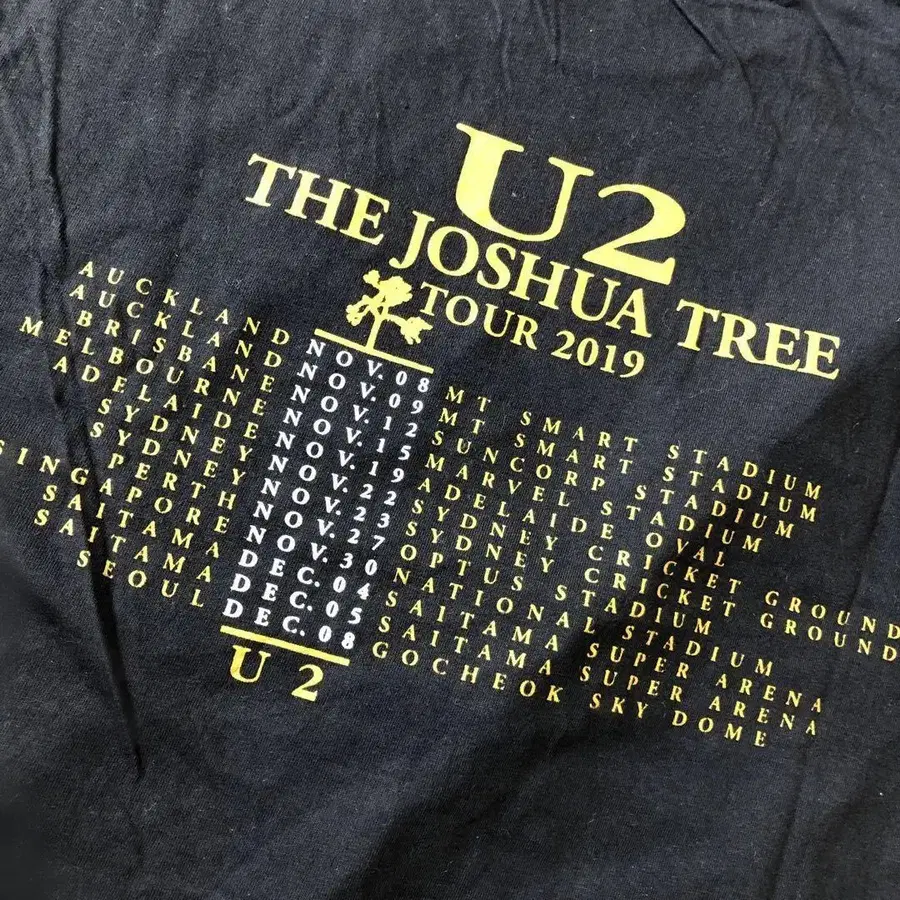 U2
THE JOSHUA TREE
TOUR 2019
AUCKLAND NOV. 08 MT SMART STADIUM
AUCKLAND NOV. 09 MT SMART STADIUM
BRISBANE NOV. 12 SUNCORP STADIUM
MELBOURNE NOV. 15 MARVEL STADIUM
ADELAIDE NOV. 19 ADELAIDE OVAL
SYDNEY NOV. 22 SYDNEY CRICKET GROUND
SYDNEY NOV. 23 SYDNEY CRICKET GROUND
PERTH NOV. 27 OPTUS STADIUM
SINGAPORE NOV. 30 NATIONAL STADIUM
SAITAMA DEC. 04 SAITAMA SUPER ARENA
SAITAMA DEC. 05 SAITAMA SUPER ARENA
SEOUL DEC. 08 GOCHEOK SKY DOME
U2